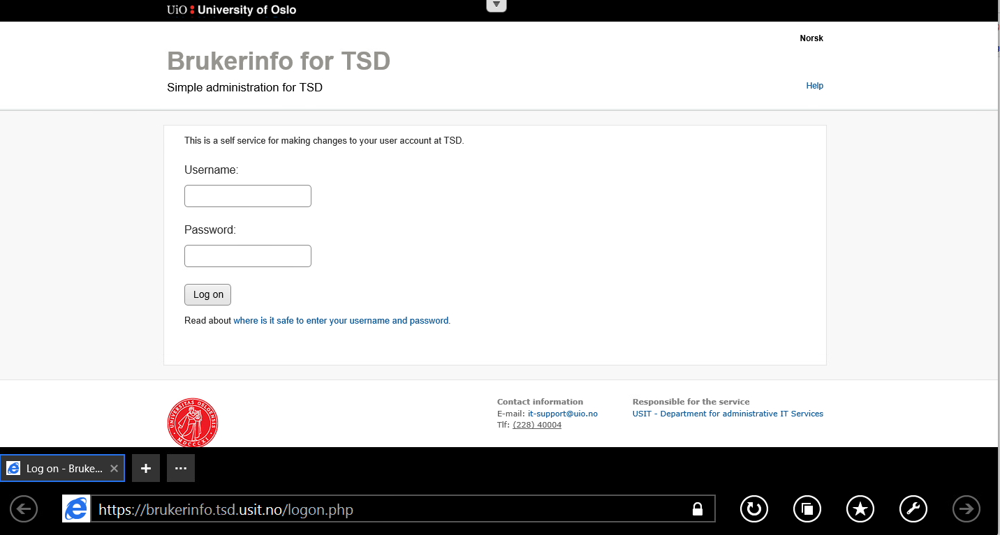 UiO University of Oslo
Norsk
Brukerinfo for TSD
Simple administration for TSD
Help
This is a self service for making changes to your user account at TSD.
Username:
Password:
Log on
Read about where is it safe to enter your username and password.
UNIVERSITAS OSLOENSIS
MDCCCXI
Contact information
E-mail: it-support@uio.no
Tlf: (228) 40004
Responsible for the service
USIT - Department for administrative IT Services
Log on - Bruke...
https://brukerinfo.tsd.usit.no/logon.php